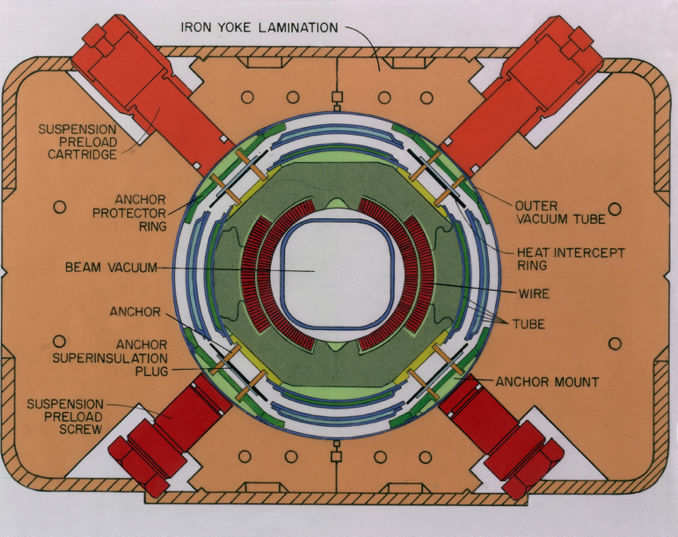 IRON YOKE LAMINATION
SUSPENSION
PRELOAD
CARTRIDGE
ANCHOR
PROTECTOR
RING
BEAM VACUUM
ANCHOR
ANCHOR
SUPERINSULATION
PLUG
SUSPENSION
PRELOAD
SCREW
OUTER
VACUUM TUBE
HEAT INTERCEPT
RING
WIRE
TUBE
ANCHOR MOUNT